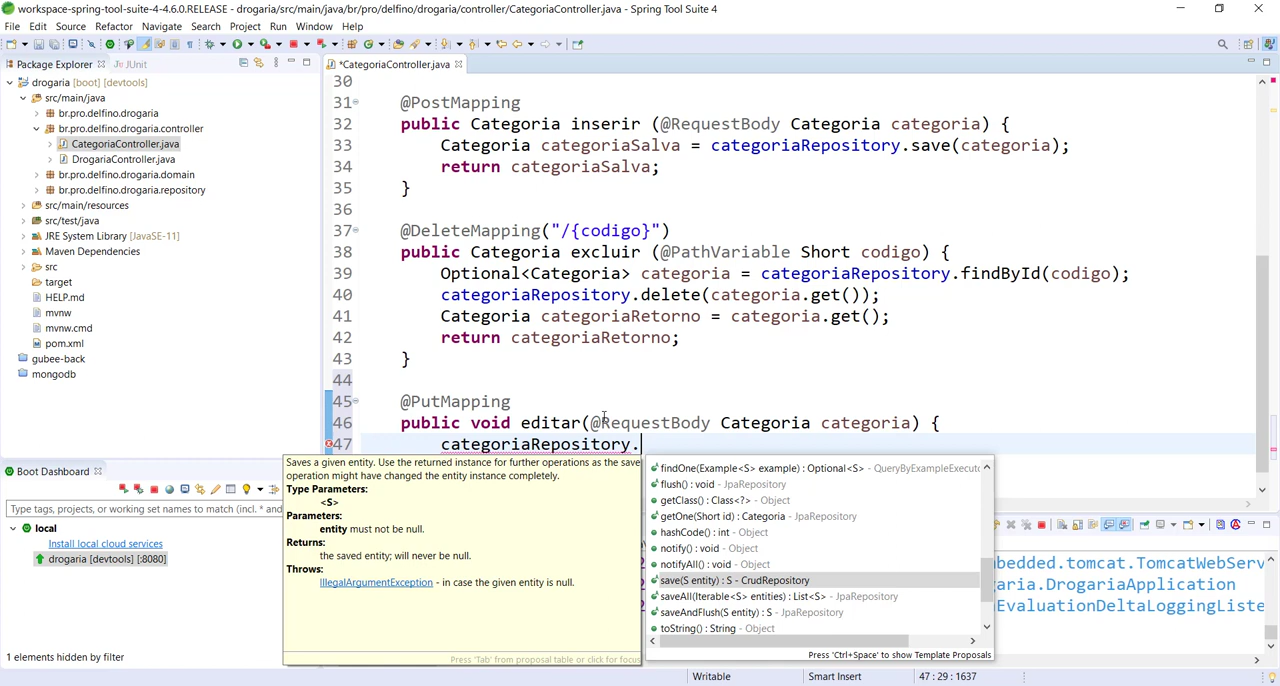 workspace-spring-tool-suite-4-4.6.0.RELEASE - drogaria/src/main/java/br/pro/delfino/drogaria/controller/CategoriaController.java - Spring Tool Suite 4
File Edit Source Refactor Navigate Search Project Run Window Help
Package Explorer JUnit
*CategoriaController.java
drogaria [boot] [devtools]
src/main/java
br.pro.delfino.drogaria
br.pro.delfino.drogaria.controller
CategoriaController.java
DrogariaController.java
br.pro.delfino.drogaria.domain
br.pro.delfino.drogaria.repository
src/main/resources
src/test/java
JRE System Library [JavaSE-11]
Maven Dependencies
src
target
HELP.md
mvnw
mvnw.cmd
pom.xml
gubee-back
mongodb
30
31 @PostMapping
32 public Categoria inserir (@RequestBody Categoria categoria) {
33 Categoria categoriaSalva = categoriaRepository.save(categoria);
34 return categoriaSalva;
35 }
36
37 @DeleteMapping("/{codigo}")
38 public Categoria excluir (@PathVariable Short codigo) {
39 Optional<Categoria> categoria = categoriaRepository.findById(codigo);
40 categoriaRepository.delete(categoria.get());
41 Categoria categoriaRetorno = categoria.get();
42 return categoriaRetorno;
43 }
44
45 @PutMapping
46 public void editar(@RequestBody Categoria categoria) {
47 categoriaRepository.
Boot Dashboard
Type tags, projects, or working set names to match (incl. * and
local
Install local cloud services
drogaria [devtools] [:8080]
1 elements hidden by filter
Saves a given entity. Use the returned instance for further operations as the save
operation might have changed the entity instance completely.
Type Parameters:
<S>
Parameters:
entity must not be null.
Returns:
the saved entity; will never be null.
Throws:
IllegalArgumentException - in case the given entity is null.
Press 'Tab' from proposal table or click for focus
findOne(Example<S> example) : Optional<S> - QueryByExampleExecuto
flush() : void - JpaRepository
getClass() : Class<?> - Object
getOne(Short id) : Categoria - JpaRepository
hashCode() : int - Object
notify() : void - Object
notifyAll() : void - Object
save(S entity) : S - CrudRepository
saveAll(Iterable<S> entities) : List<S> - JpaRepository
saveAndFlush(S entity) : S - JpaRepository
toString() : String - Object
Press 'Ctrl+Space' to show Template Proposals
mbedded.tomcat.TomcatWebServ
garia.DrogariaApplication
nEvaluationDeltaLoggingListe
Writable Smart Insert 47 : 29 : 1637